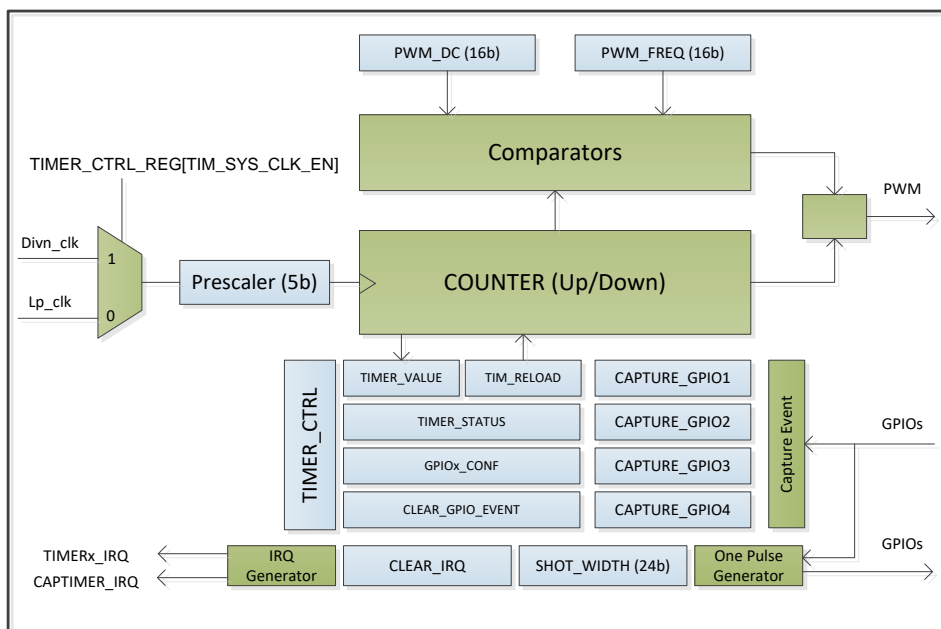 PWM_DC (16b)
PWM_FREQ (16b)
Comparators
TIMER_CTRL_REG[TIM_SYS_CLK_EN]
PWM
Divn_clk
1
Prescaler (5b)
COUNTER (Up/Down)
Lp_clk
0
TIMER_CTRL
TIMER_VALUE
TIM_RELOAD
CAPTURE_GPIO1
TIMER_STATUS
CAPTURE_GPIO2
GPIOx_CONF
CAPTURE_GPIO3
CLEAR_GPIO_EVENT
CAPTURE_GPIO4
Capture Event
GPIOs
TIMERx_IRQ
CAPTIMER_IRQ
IRQ
Generator
CLEAR_IRQ
SHOT_WIDTH (24b)
One Pulse
Generator
GPIOs